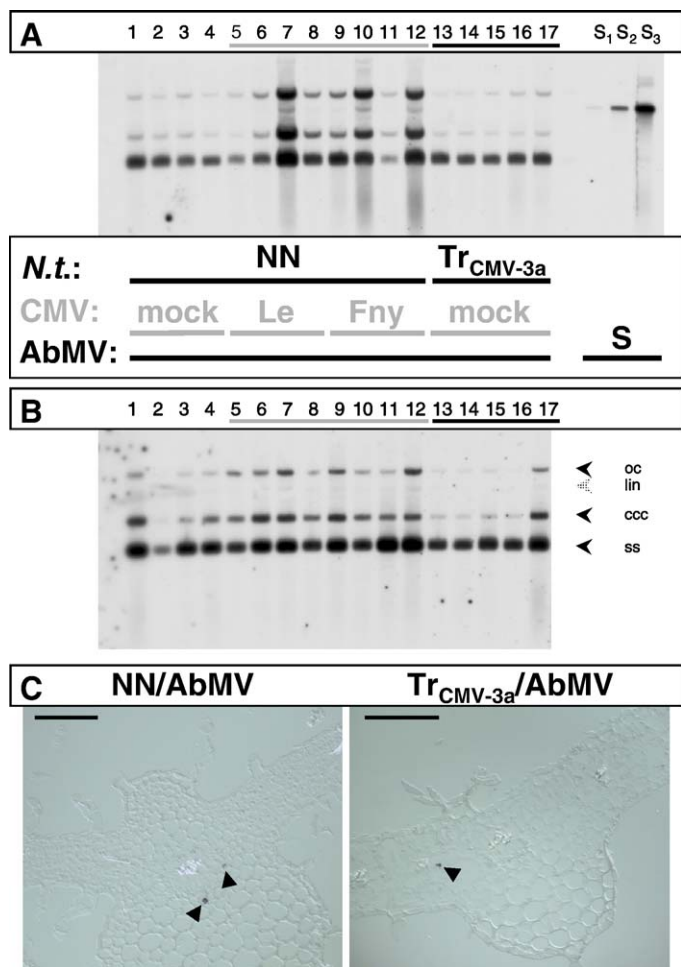 A 1 2 3 4 5 6 7 8 9 10 11 12 13 14 15 16 17 S1 S2 S3
N.t.: NN TrCMV-3a
CMV: mock Le Fny mock
AbMV: S
B 1 2 3 4 5 6 7 8 9 10 11 12 13 14 15 16 17
oc
lin
ccc
ss
C NN/AbMV TrCMV-3a/AbMV